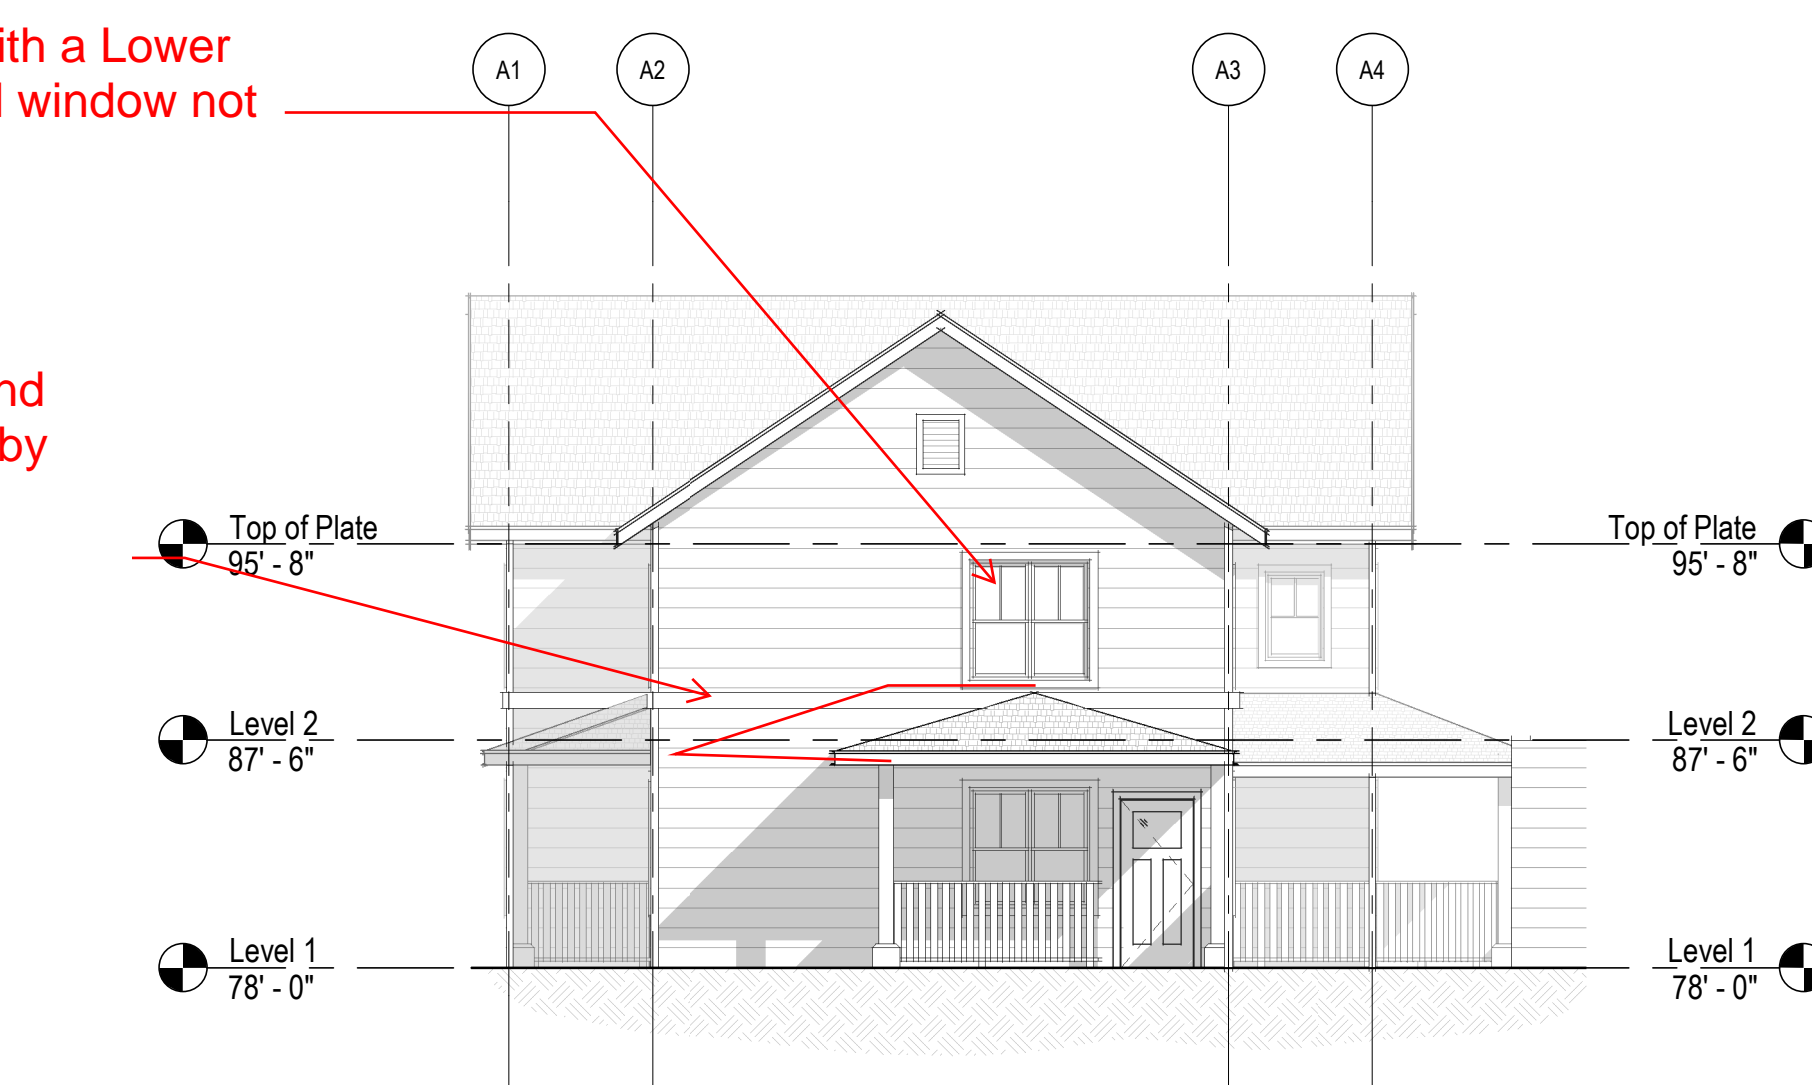 ith a Lower
window not
A1
A2
A3
A4
nd
by
Top of Plate
95' - 8"
Top of Plate
95' - 8"
Level 2
87' - 6"
Level 2
87' - 6"
Level 1
78' - 0"
Level 1
78' - 0"